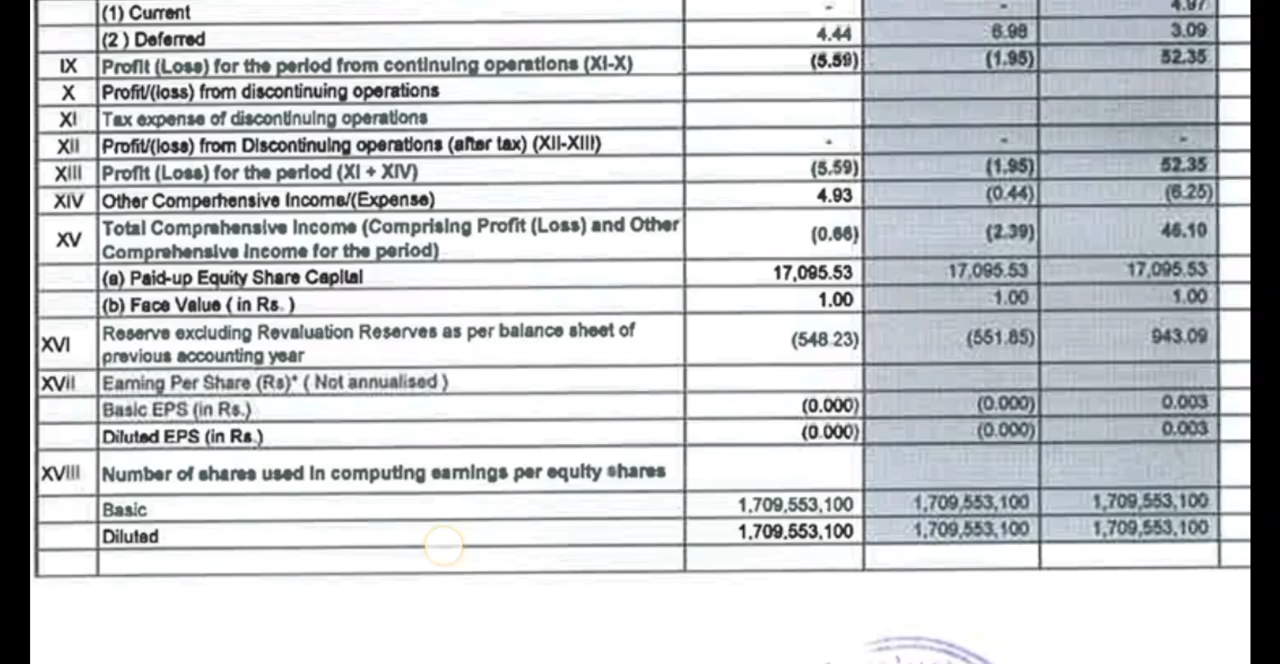 (1) Current - - 4.97
(2 ) Deferred 4.44 6.98 3.09
IX Profit (Loss) for the period from continuing operations (XI-X) (5.59) (1.95) 52.35
X Profit/(loss) from discontinuing operations
XI Tax expense of discontinuing operations
XII Profit/(loss) from Discontinuing operations (after tax) (XII-XIII) - - -
XIII Profit (Loss) for the period (XI + XIV) (5.59) (1.95) 52.35
XIV Other Comperhensive Income/(Expense) 4.93 (0.44) (6.25)
XV Total Comprehensive Income (Comprising Profit (Loss) and Other
Comprehensive Income for the period) (0.66) (2.39) 46.10
(a) Paid-up Equity Share Capital 17,095.53 17,095.53 17,095.53
(b) Face Value ( in Rs. ) 1.00 1.00 1.00
XVI Reserve excluding Revaluation Reserves as per balance sheet of
previous accounting year (548.23) (551.85) 943.09
XVII Earning Per Share (Rs)* ( Not annualised )
Basic EPS (in Rs.) (0.000) (0.000) 0.003
Diluted EPS (in Rs.) (0.000) (0.000) 0.003
XVIII Number of shares used in computing earnings per equity shares
Basic 1,709,553,100 1,709,553,100 1,709,553,100
Diluted 1,709,553,100 1,709,553,100 1,709,553,100